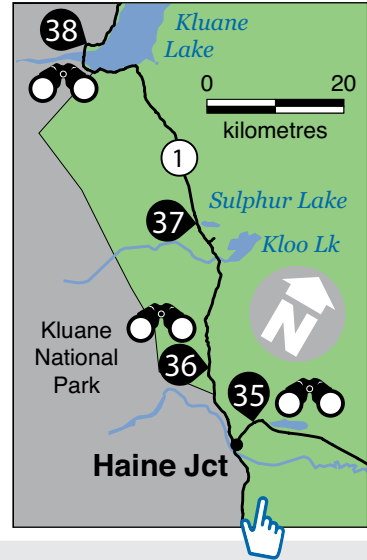 38
Kluane
Lake
0 20
kilometres
1
Sulphur Lake
37
Kloo Lk
N
Kluane
National
Park
36
35
Haine Jct